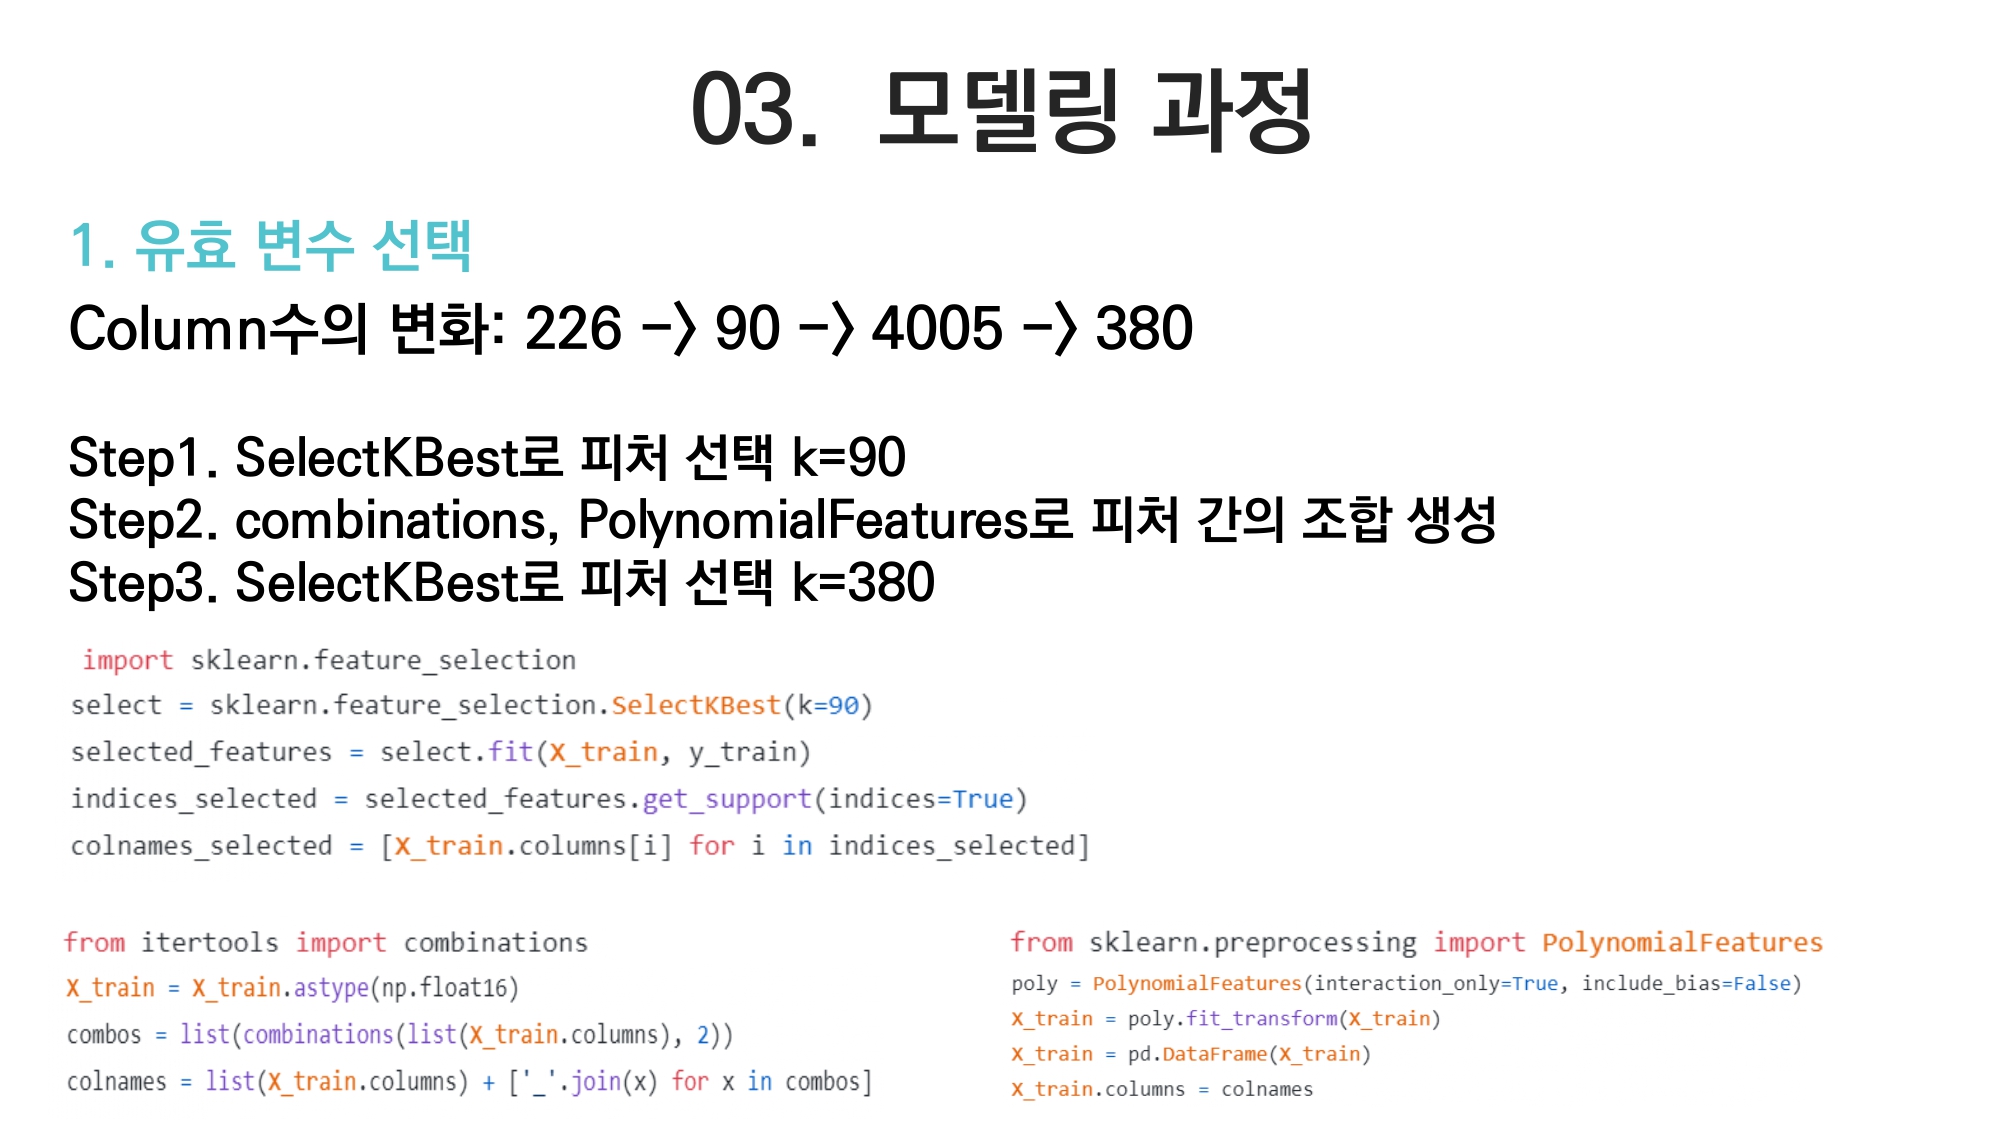 03. 모델링 과정
1. 유효 변수 선택
Column수의 변화: 226 -> 90 -> 4005 -> 380
Step1. SelectKBest로 피처 선택 k=90
Step2. combinations, PolynomialFeatures로 피처 간의 조합 생성
Step3. SelectKBest로 피처 선택 k=380
import sklearn.feature_selection
select = sklearn.feature_selection.SelectKBest(k=90)
selected_features = select.fit(X_train, y_train)
indices_selected = selected_features.get_support(indices=True)
colnames_selected = [X_train.columns[i] for i in indices_selected]
from itertools import combinations
X_train = X_train.astype(np.float16)
combos = list(combinations(list(X_train.columns), 2))
colnames = list(X_train.columns) + ['_'.join(x) for x in combos]
from sklearn.preprocessing import PolynomialFeatures
poly = PolynomialFeatures(interaction_only=True, include_bias=False)
X_train = poly.fit_transform(X_train)
X_train = pd.DataFrame(X_train)
X_train.columns = colnames